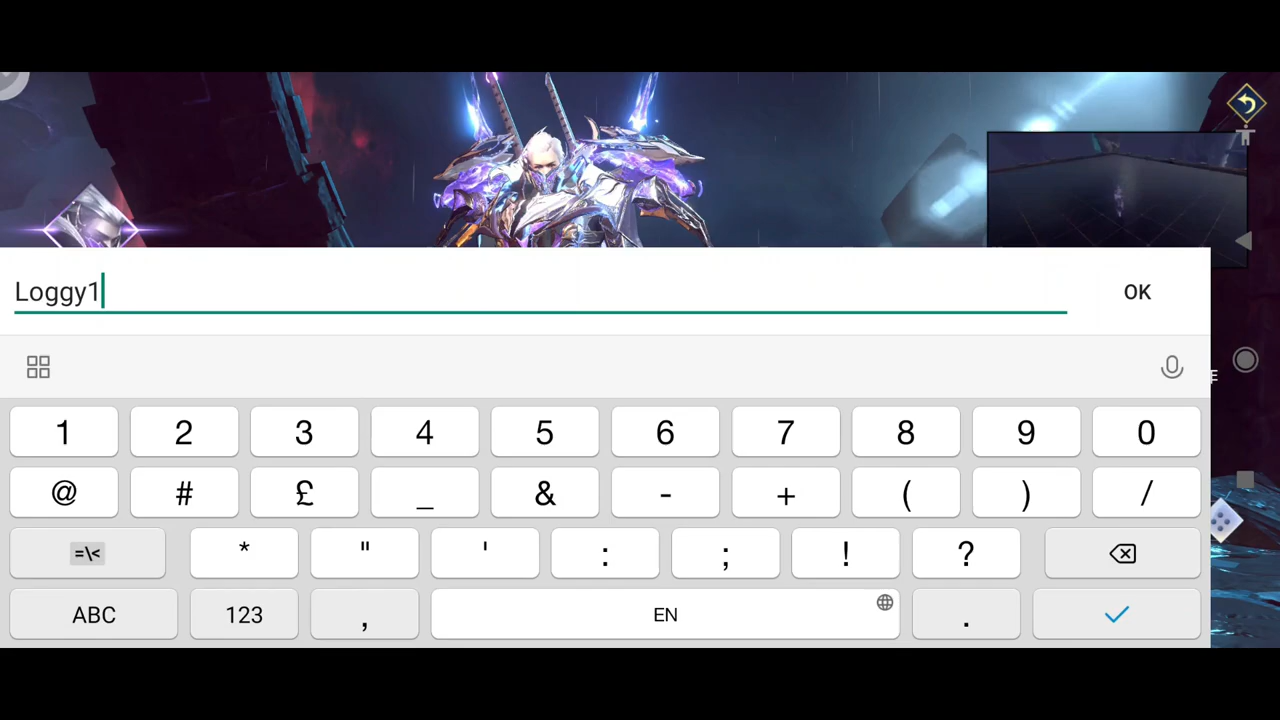 Loggy1
OK
1 2 3 4 5 6 7 8 9 0
@ # £ _ & - + ( ) /
=\< * " ' : ; ! ?
ABC 123 , EN .